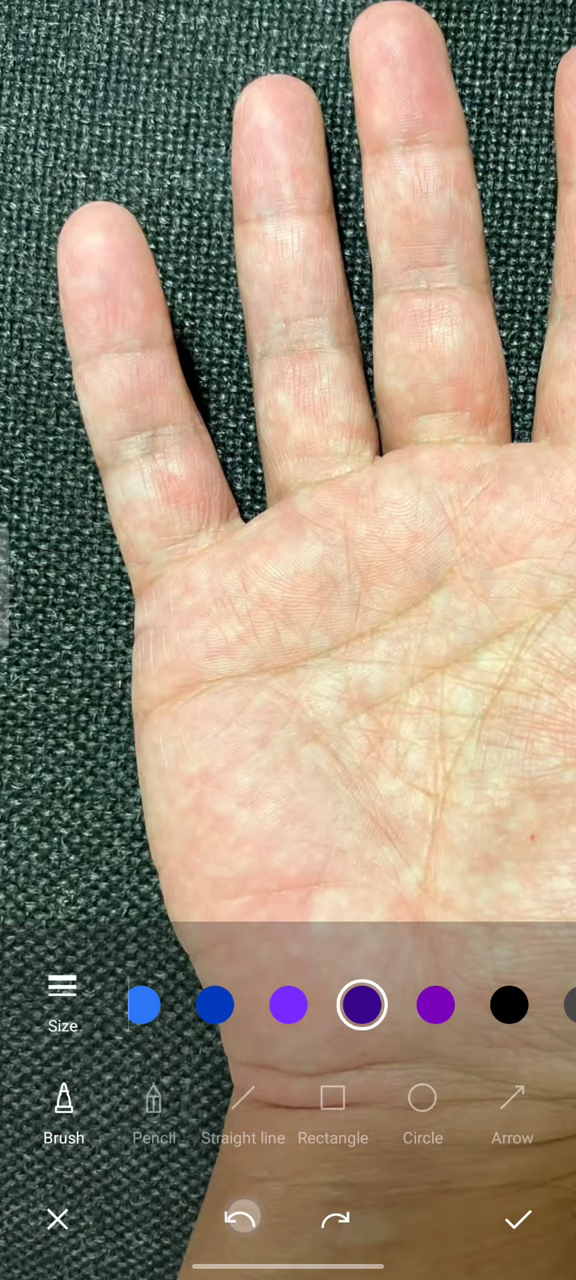 Size
Brush
Pencil
Straight line
Rectangle
Circle
Arrow